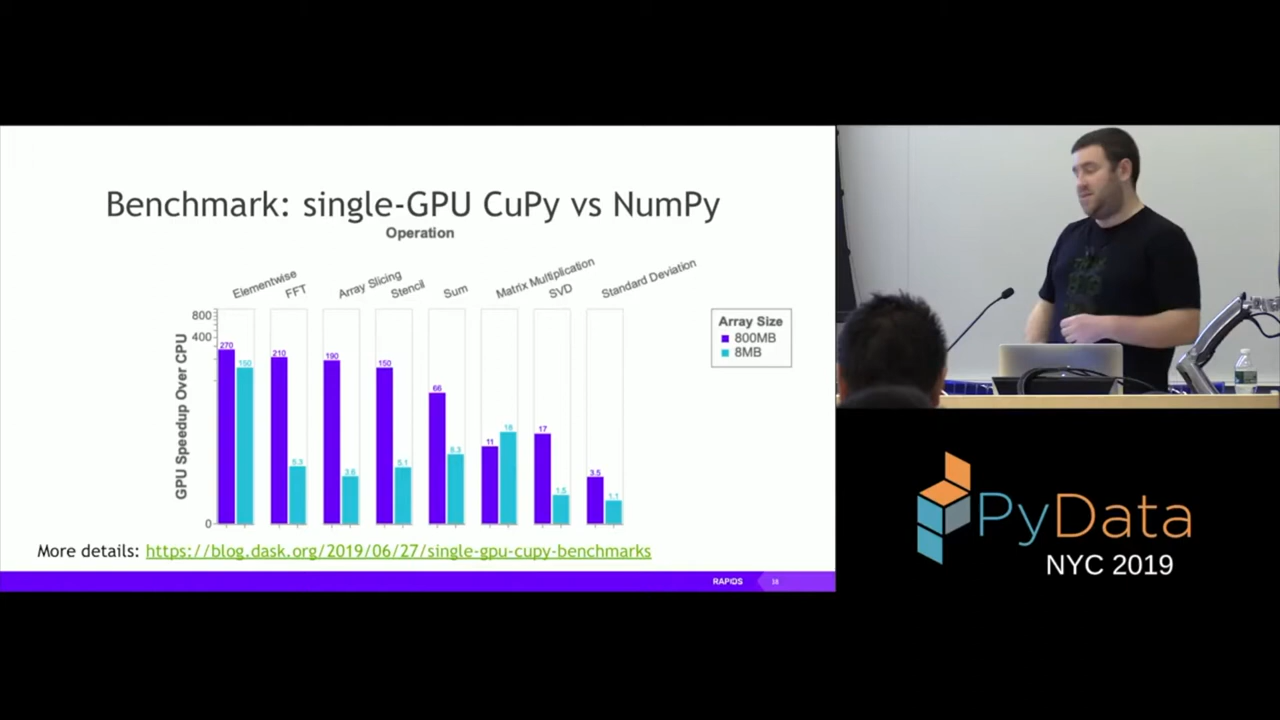 Benchmark: single-GPU CuPy vs NumPy
Operation
Elementwise
FFT
Array Slicing
Stencil
Sum
Matrix Multiplication
SVD
Standard Deviation
800
400
0
GPU Speedup Over CPU
270
150
210
5.3
190
3.6
150
5.1
66
8.3
11
18
17
1.5
3.5
1.1
Array Size
800MB
8MB
More details: https://blog.dask.org/2019/06/27/single-gpu-cupy-benchmarks
RAPIDS
38
PyData
NYC 2019